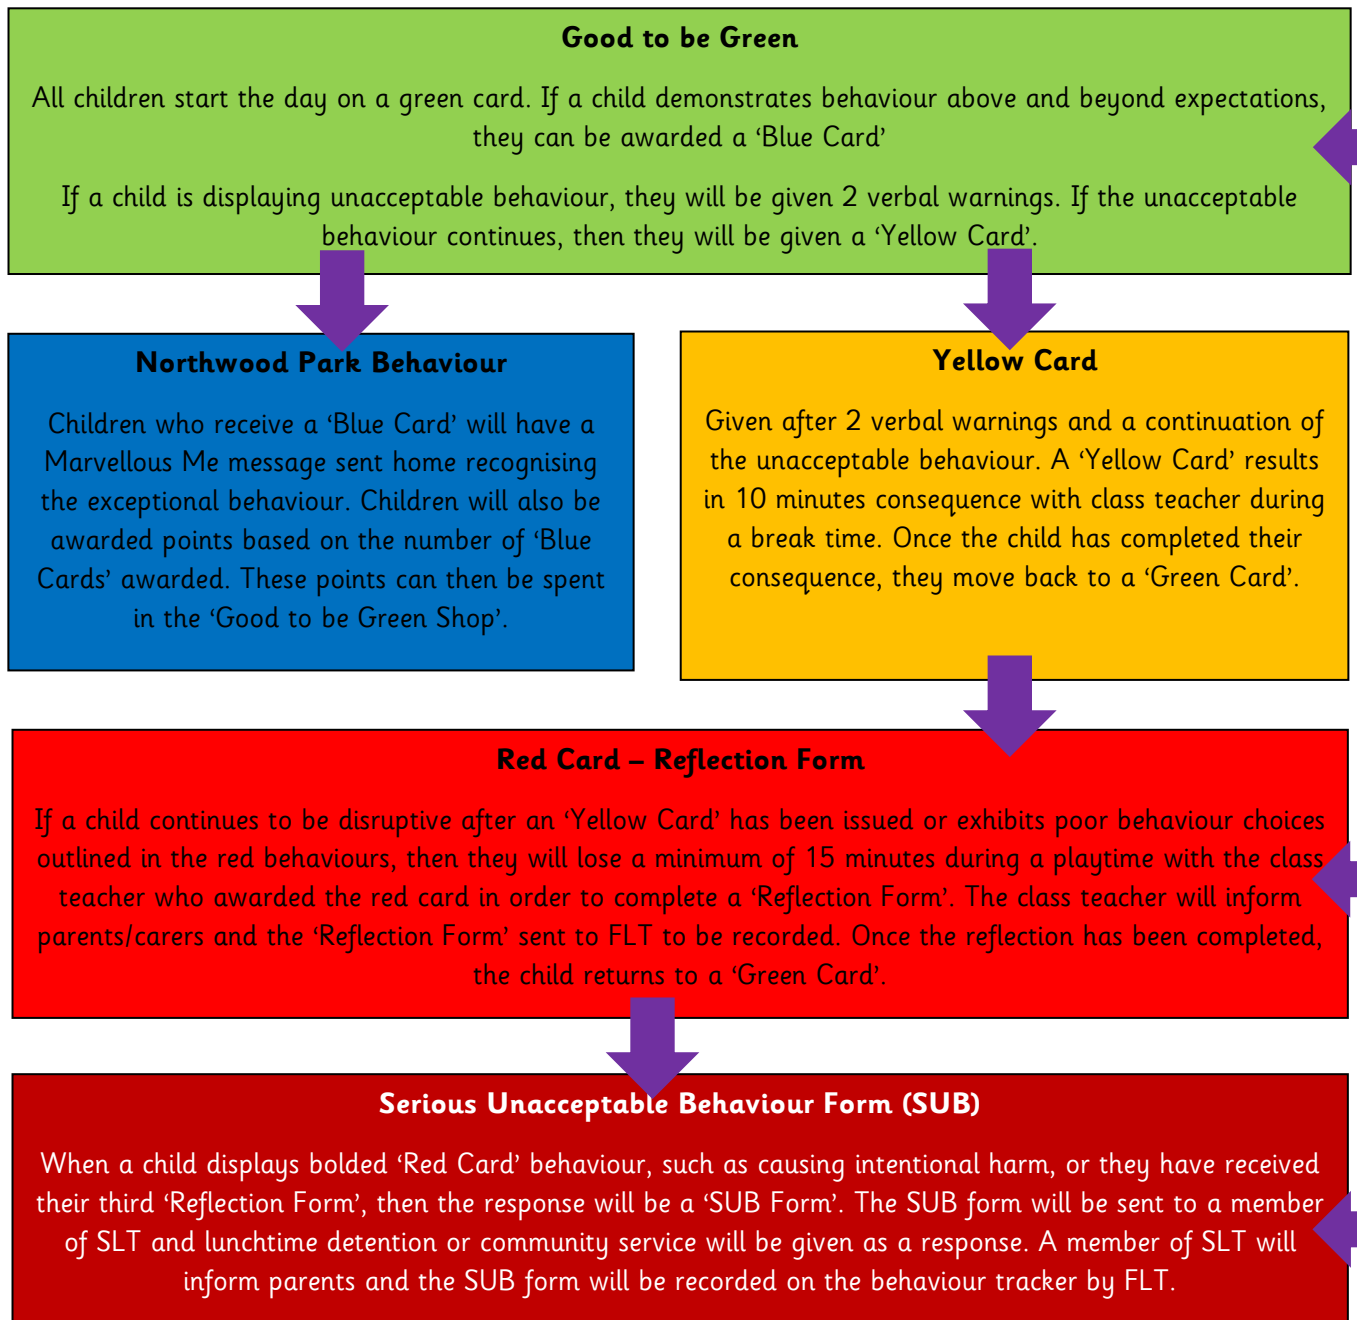 Good to be Green
All children start the day on a green card. If a child demonstrates behaviour above and beyond expectations,
they can be awarded a ‘Blue Card’
If a child is displaying unacceptable behaviour, they will be given 2 verbal warnings. If the unacceptable
behaviour continues, then they will be given a ‘Yellow Card’.
Northwood Park Behaviour
Children who receive a ‘Blue Card’ will have a
Marvellous Me message sent home recognising
the exceptional behaviour. Children will also be
awarded points based on the number of ‘Blue
Cards’ awarded. These points can then be spent
in the ‘Good to be Green Shop’.
Yellow Card
Given after 2 verbal warnings and a continuation of
the unacceptable behaviour. A ‘Yellow Card’ results
in 10 minutes consequence with class teacher during
a break time. Once the child has completed their
consequence, they move back to a ‘Green Card’.
Red Card – Reflection Form
If a child continues to be disruptive after an ‘Yellow Card’ has been issued or exhibits poor behaviour choices
outlined in the red behaviours, then they will lose a minimum of 15 minutes during a playtime with the class
teacher who awarded the red card in order to complete a ‘Reflection Form’. The class teacher will inform
parents/carers and the ‘Reflection Form’ sent to FLT to be recorded. Once the reflection has been completed,
the child returns to a ‘Green Card’.
Serious Unacceptable Behaviour Form (SUB)
When a child displays bolded ‘Red Card’ behaviour, such as causing intentional harm, or they have received
their third ‘Reflection Form’, then the response will be a ‘SUB Form’. The SUB form will be sent to a member
of SLT and lunchtime detention or community service will be given as a response. A member of SLT will
inform parents and the SUB form will be recorded on the behaviour tracker by FLT.